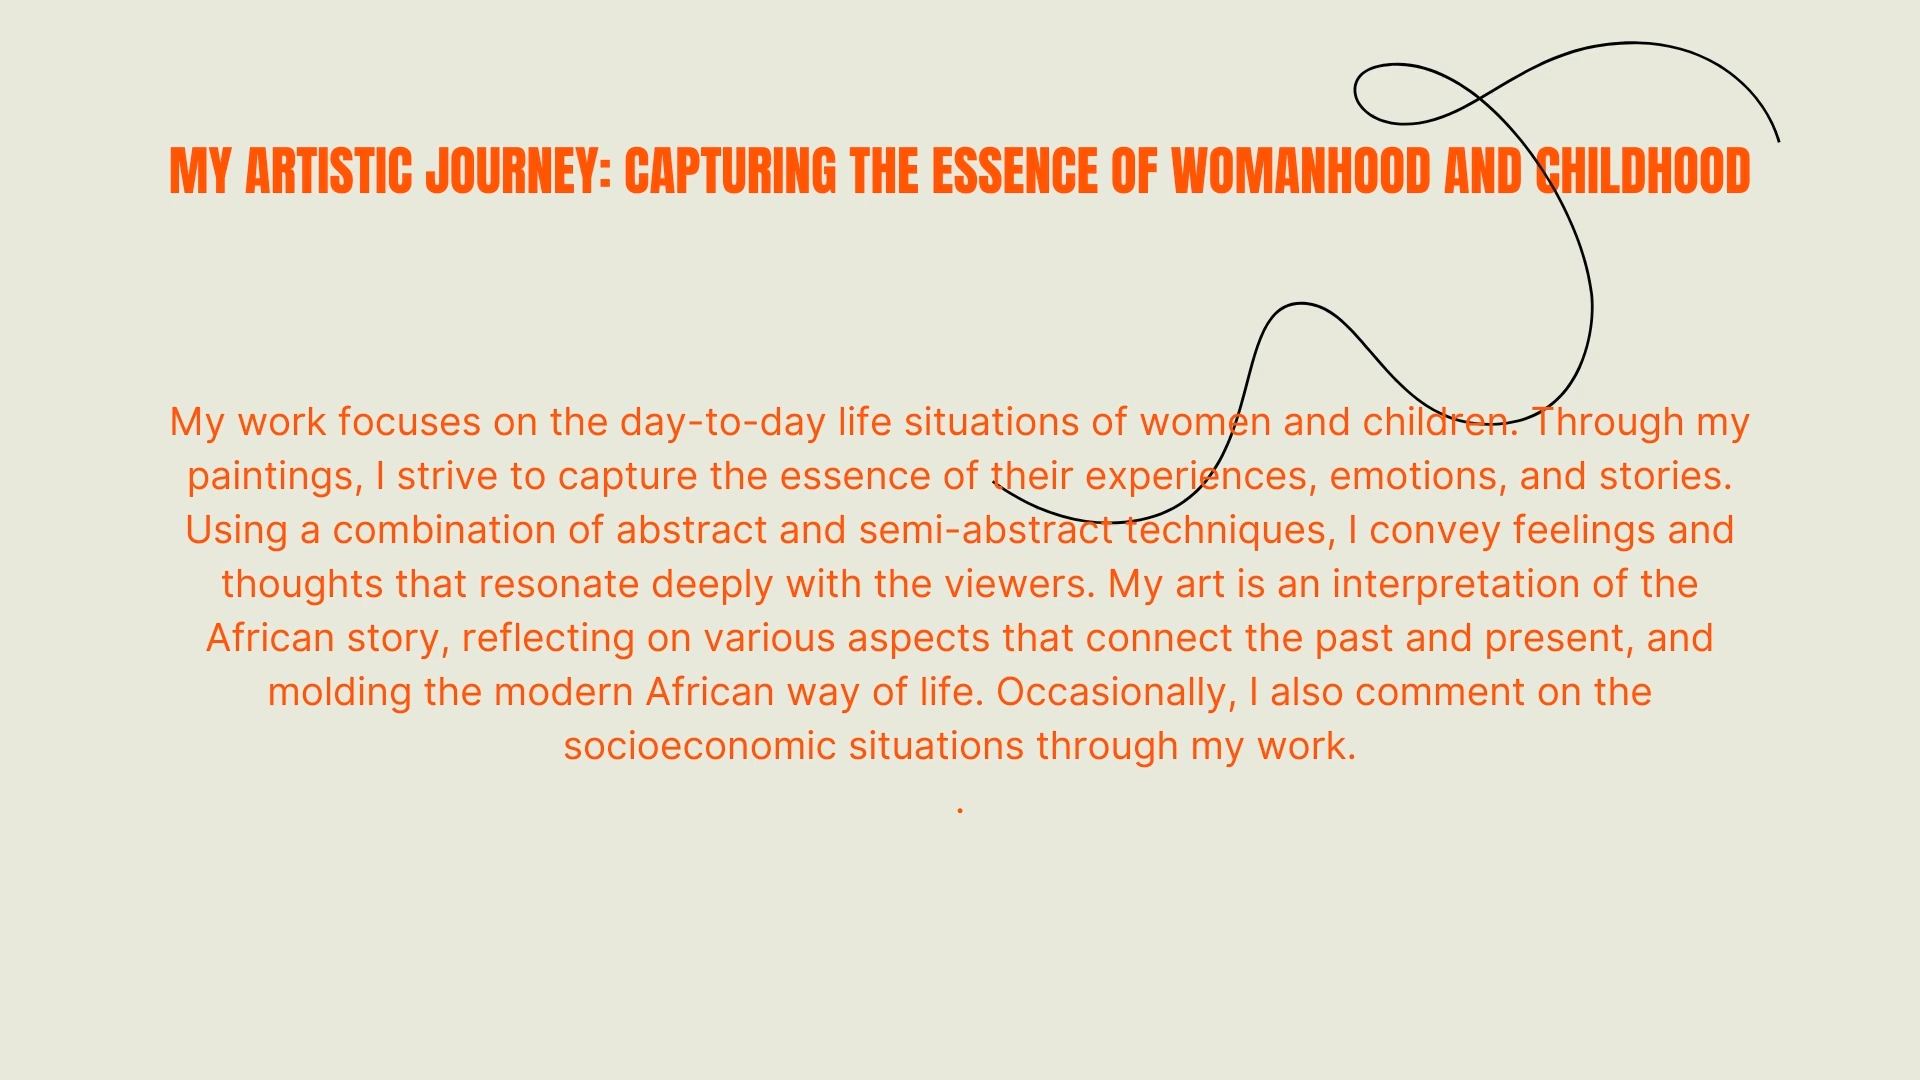 MY ARTISTIC JOURNEY: CAPTURING THE ESSENCE OF WOMANHOOD AND CHILDHOOD
My work focuses on the day-to-day life situations of women and children. Through my
paintings, I strive to capture the essence of their experiences, emotions, and stories.
Using a combination of abstract and semi-abstract techniques, I convey feelings and
thoughts that resonate deeply with the viewers. My art is an interpretation of the
African story, reflecting on various aspects that connect the past and present, and
molding the modern African way of life. Occasionally, I also comment on the
socioeconomic situations through my work.
.